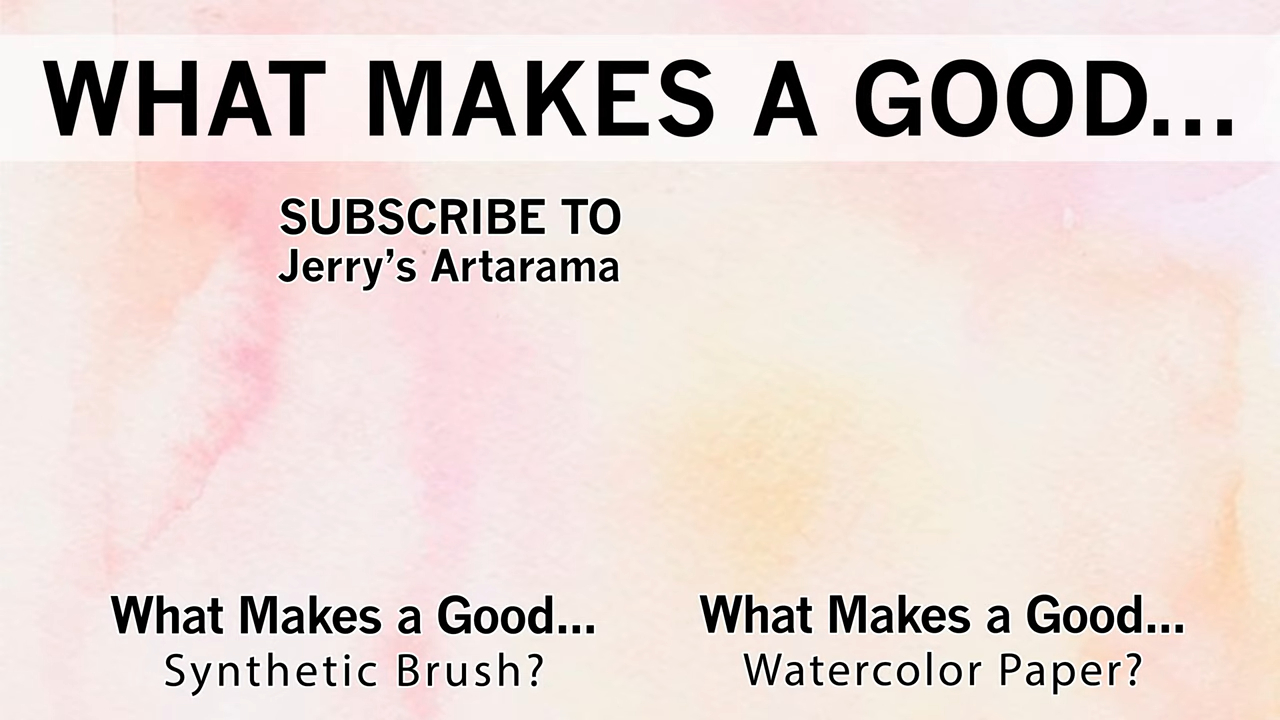 WHAT MAKES A GOOD...
SUBSCRIBE TO
Jerry’s Artarama
What Makes a Good...
Synthetic Brush?
What Makes a Good...
Watercolor Paper?